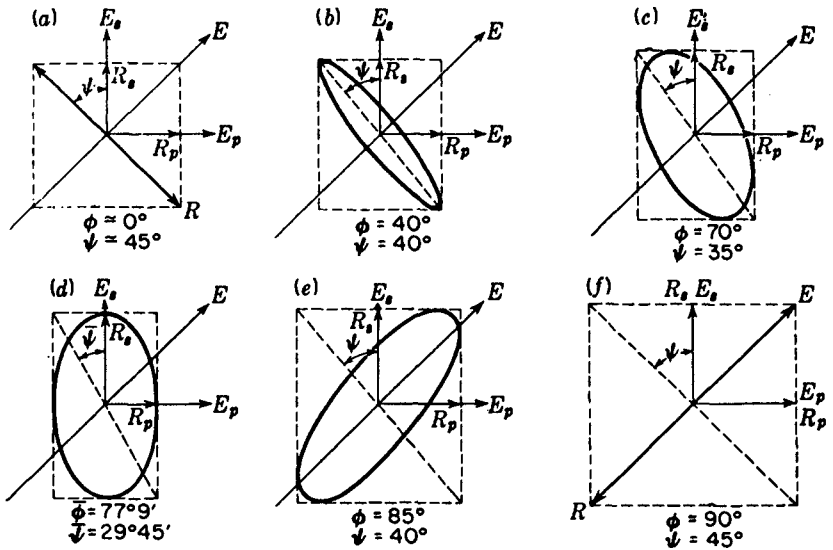 (a)
E_s
E
ψ
R_s
R_p
E_p
R
φ ≃ 0°
ψ ≃ 45°
(b)
E_s
E
ψ
R_s
R_p
E_p
φ = 40°
ψ = 40°
(c)
E_s
E
ψ
R_s
R_p
E_p
φ = 70°
ψ = 35°
(d)
E_s
E
ψ̄
R_s
R_p
E_p
φ̄ = 77°9′
ψ̄ = 29°45′
(e)
E_s
E
R_s
ψ
R_p
E_p
φ = 85°
ψ = 40°
(f)
R_s E_s
E
ψ
E_p
R_p
R
φ ≃ 90°
ψ = 45°